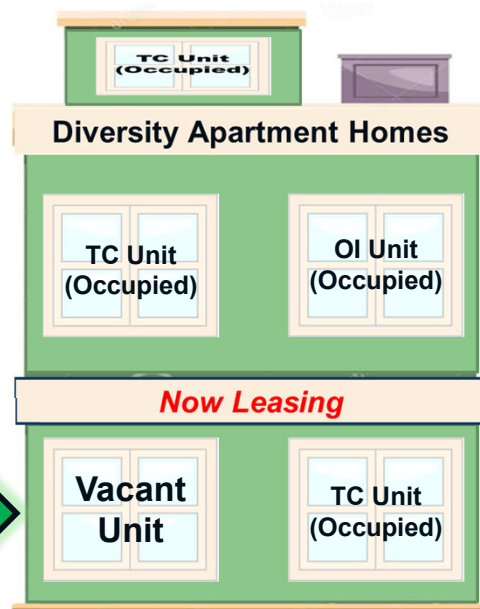 TC Unit
(Occupied)
Diversity Apartment Homes
TC Unit
(Occupied)
OI Unit
(Occupied)
Now Leasing
Vacant
Unit
TC Unit
(Occupied)